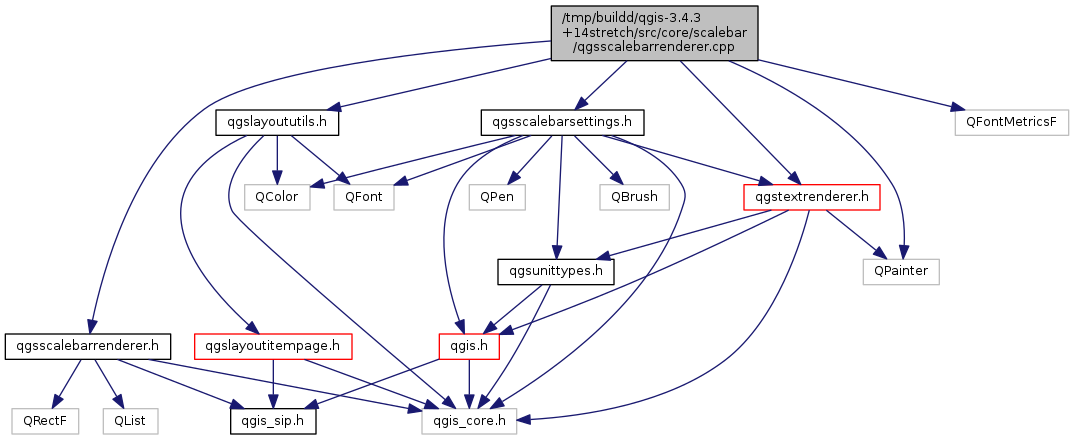 /tmp/buildd/qgis-3.4.3
+14stretch/src/core/scalebar
/qgsscalebarrenderer.cpp
qgslayoututils.h
qgsscalebarsettings.h
QFontMetricsF
QColor
QFont
QPen
QBrush
qgstextrenderer.h
qgsunittypes.h
QPainter
qgsscalebarrenderer.h
qgslayoutitempage.h
qgis.h
QRectF
QList
qgis_sip.h
qgis_core.h